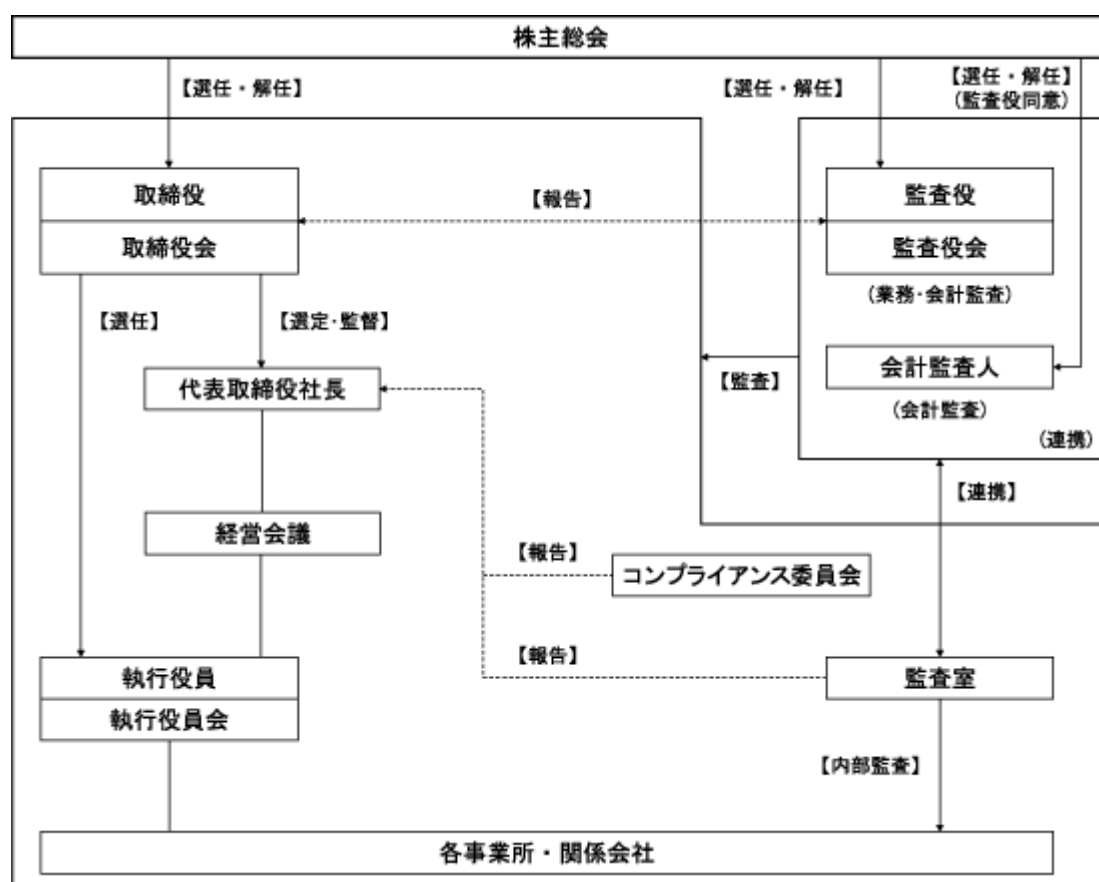 株主総会
【選任・解任】
【選任・解任】
【選任・解任】
(監査役同意)
取締役
取締役会
【報告】
監査役
監査役会
(業務・会計監査)
【選任】
【選定・監督】
代表取締役社長
【監査】
会計監査人
(会計監査)
(連携)
【連携】
経営会議
【報告】
コンプライアンス委員会
【報告】
執行役員
執行役員会
監査室
【内部監査】
各事業所・関係会社